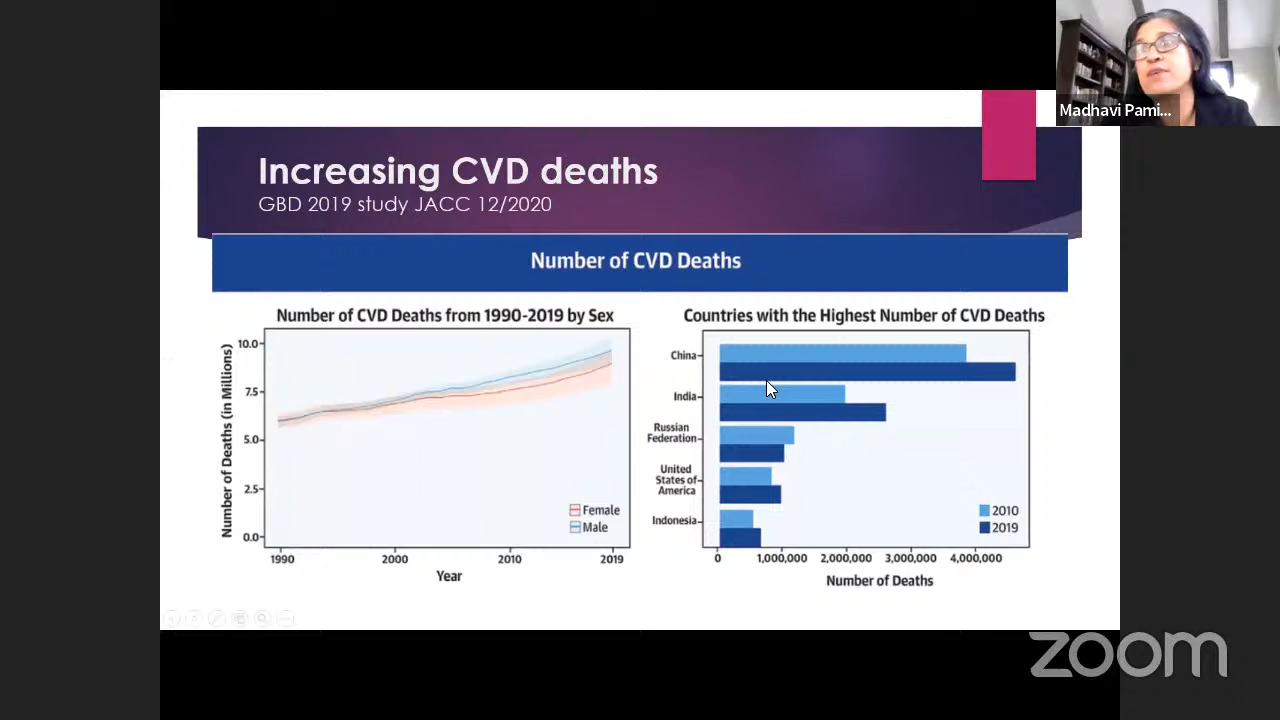 Madhavi Pami...
Increasing CVD deaths
GBD 2019 study JACC 12/2020
Number of CVD Deaths
Number of CVD Deaths from 1990-2019 by Sex
Number of Deaths (in Millions)
10.0
7.5
5.0
2.5
0.0
Female
Male
1990 2000 2010 2019
Year
Countries with the Highest Number of CVD Deaths
China
India
Russian
Federation
United
States of
America
Indonesia
2010
2019
0 1,000,000 2,000,000 3,000,000 4,000,000
Number of Deaths
zoom